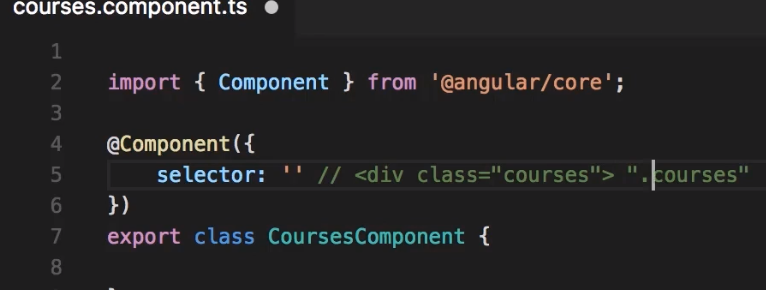 courses.component.ts
1
2 import { Component } from '@angular/core';
3
4 @Component({
5 selector: '' // <div class="courses"> ".courses"
6 })
7 export class CoursesComponent {
8